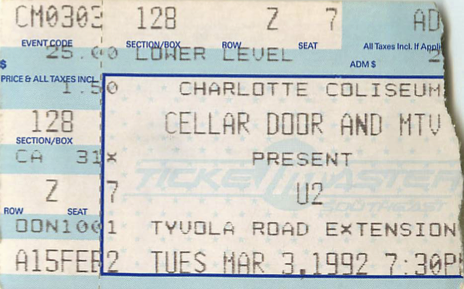 CM0303 128 Z 7 AD
EVENT CODE SECTION/BOX ROW SEAT All Taxes Incl. If Appli
$ 25.00 LOWER LEVEL ADM $ 2
PRICE & ALL TAXES INCL.
1.50 CHARLOTTE COLISEUM
128 CELLAR DOOR AND MTV
SECTION/BOX
CA 31X PRESENT
TICKETMASTER
Z 7 U2
ROW SEAT
DON1001 TYVOLA ROAD EXTENSION
A15FEB2 TUES MAR 3,1992 7:30P